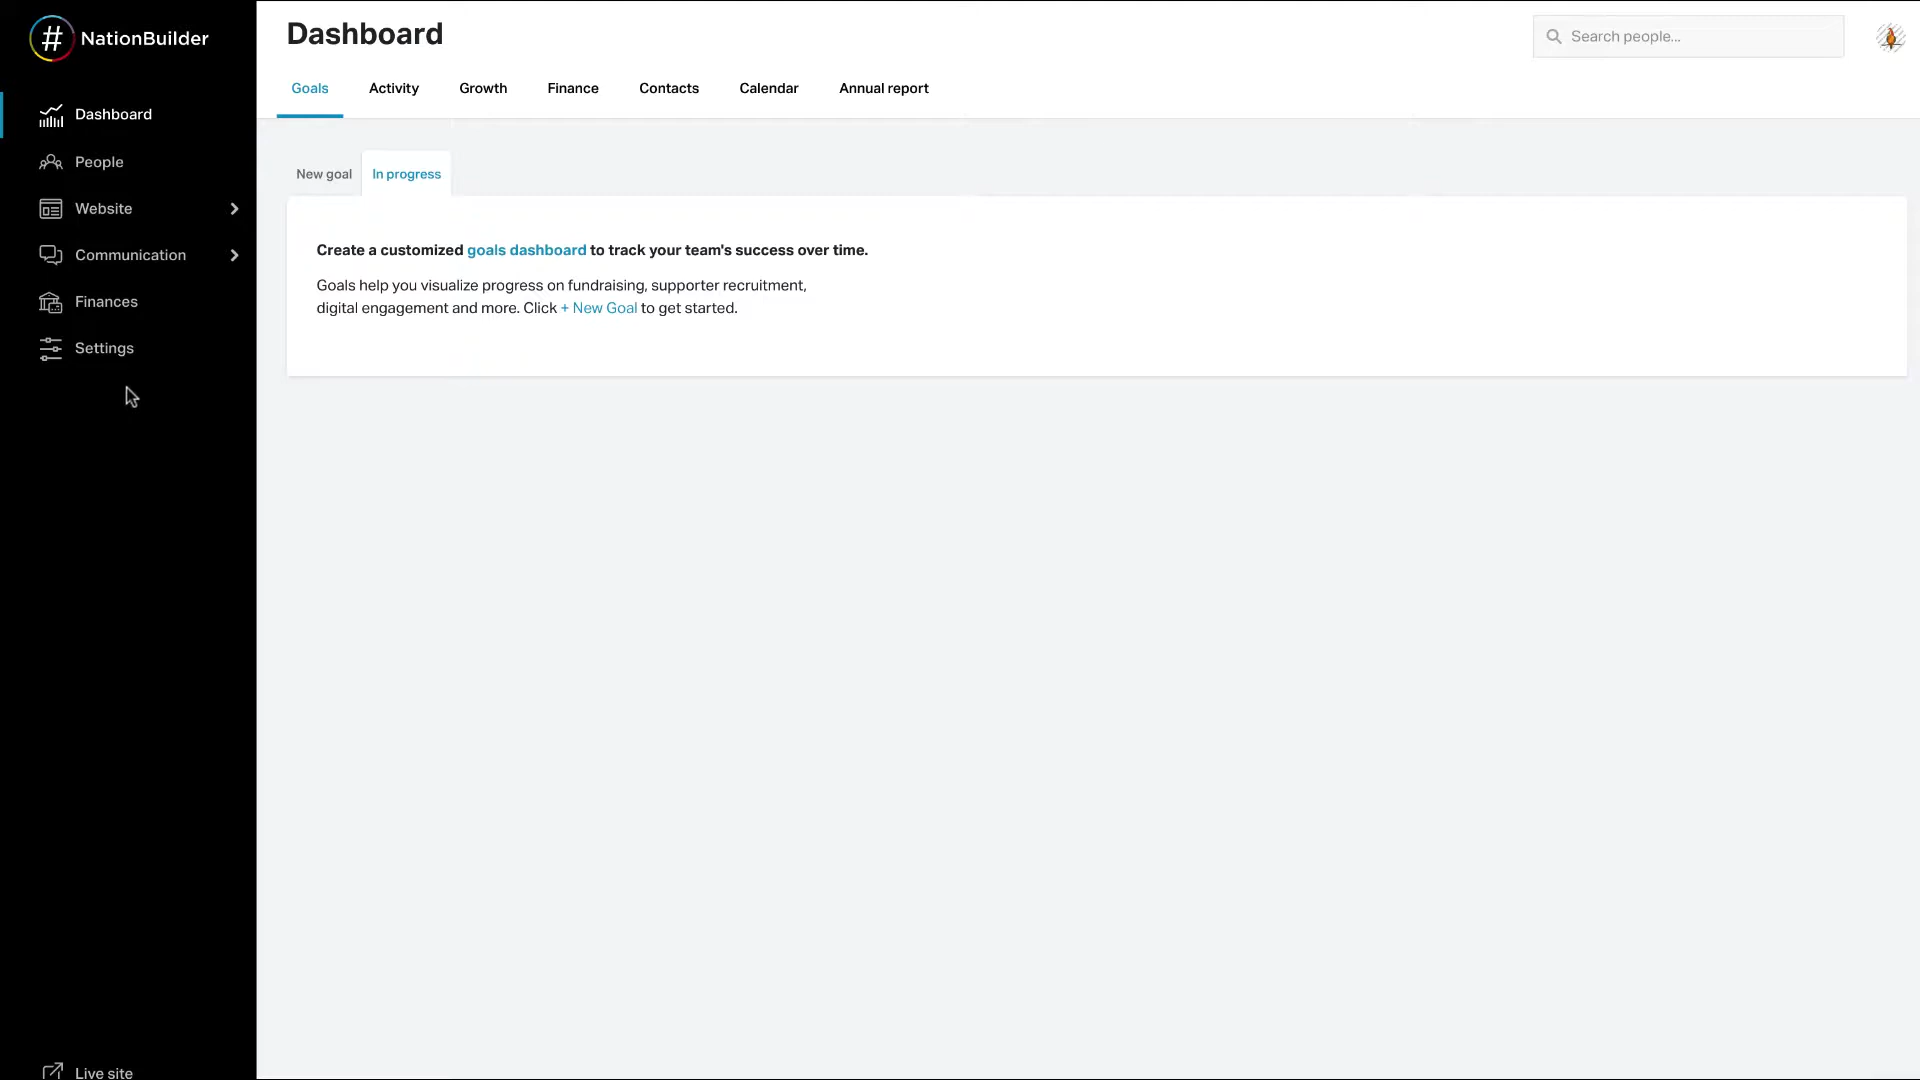 # NationBuilder
Dashboard
People
Website
Communication
Finances
Settings
Live site
Dashboard
Search people...
Goals
Activity
Growth
Finance
Contacts
Calendar
Annual report
New goal
In progress
Create a customized goals dashboard to track your team's success over time.
Goals help you visualize progress on fundraising, supporter recruitment,
digital engagement and more. Click + New Goal to get started.